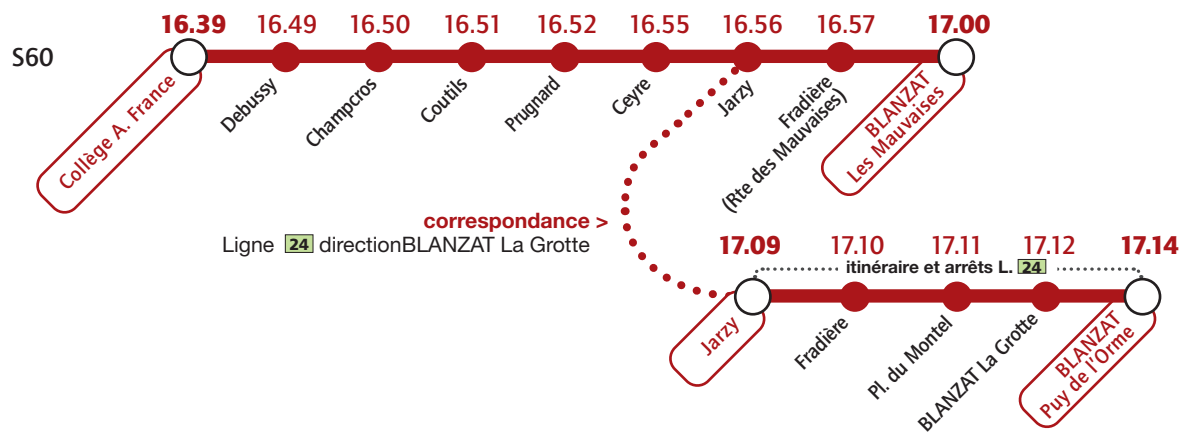 16.39 16.49 16.50 16.51 16.52 16.55 16.56 16.57 17.00
S60
Collège A. France
Debussy
Champcros
Coutils
Prugnard
Ceyre
Jarzy
Fradière
(Rte des Mauvaises)
BLANZAT
Les Mauvaises
correspondance >
Ligne 24 directionBLANZAT La Grotte
17.09 17.10 17.11 17.12 17.14
itinéraire et arrêts L. 24
Jarzy
Fradière
Pl. du Montel
BLANZAT La Grotte
BLANZAT
Puy de l'Orme